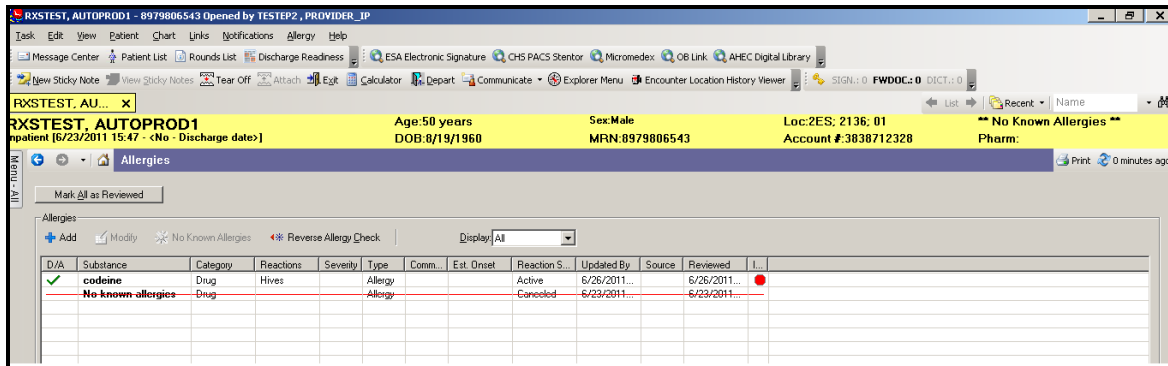 RXSTEST, AUTOPROD1 - 8979806543 Opened by TESTEP2 , PROVIDER_IP
Task Edit View Patient Chart Links Notifications Allergy Help
Message Center Patient List Rounds List Discharge Readiness ESA Electronic Signature CHS PACS Stentor Micromedex OB Link AHEC Digital Library
New Sticky Note View Sticky Notes Tear Off Attach Exit Calculator Depart Communicate Explorer Menu Encounter Location History Viewer SIGN.: 0 FWDOC.: 0 DICT.: 0
RXSTEST, AU... List Recent Name
RXSTEST, AUTOPROD1 Age:50 years Sex:Male Loc:2ES; 2136; 01 ** No Known Allergies **
npatient [6/23/2011 15:47 - <No - Discharge date>] DOB:8/19/1960 MRN:8979806543 Account #:3838712328 Pharm:
Menu - All
Allergies Print 0 minutes ago
Mark All as Reviewed
Allergies
Add Modify No Known Allergies Reverse Allergy Check Display: All
D/A Substance Category Reactions Severity Type Comm... Est. Onset Reaction S... Updated By Source Reviewed I...
codeine Drug Hives Allergy Active 6/26/2011... 6/26/2011...
No known allergies Drug Allergy Canceled 6/23/2011... 6/23/2011...